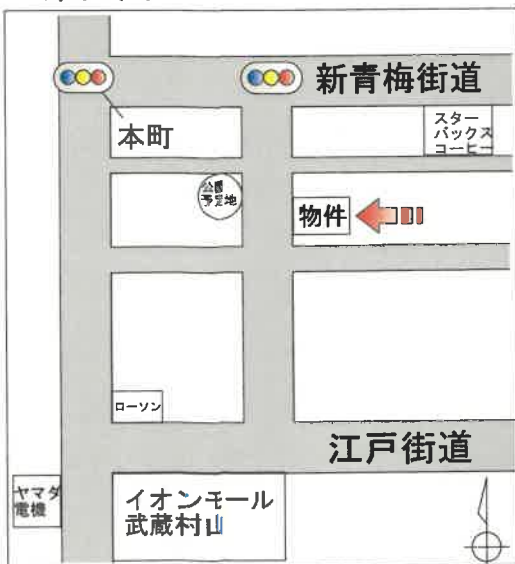 新青梅街道
本町
スター
バックス
コーヒー
公園
予定地
物件
ローソン
江戸街道
ヤマダ
電機
イオンモール
武蔵村山